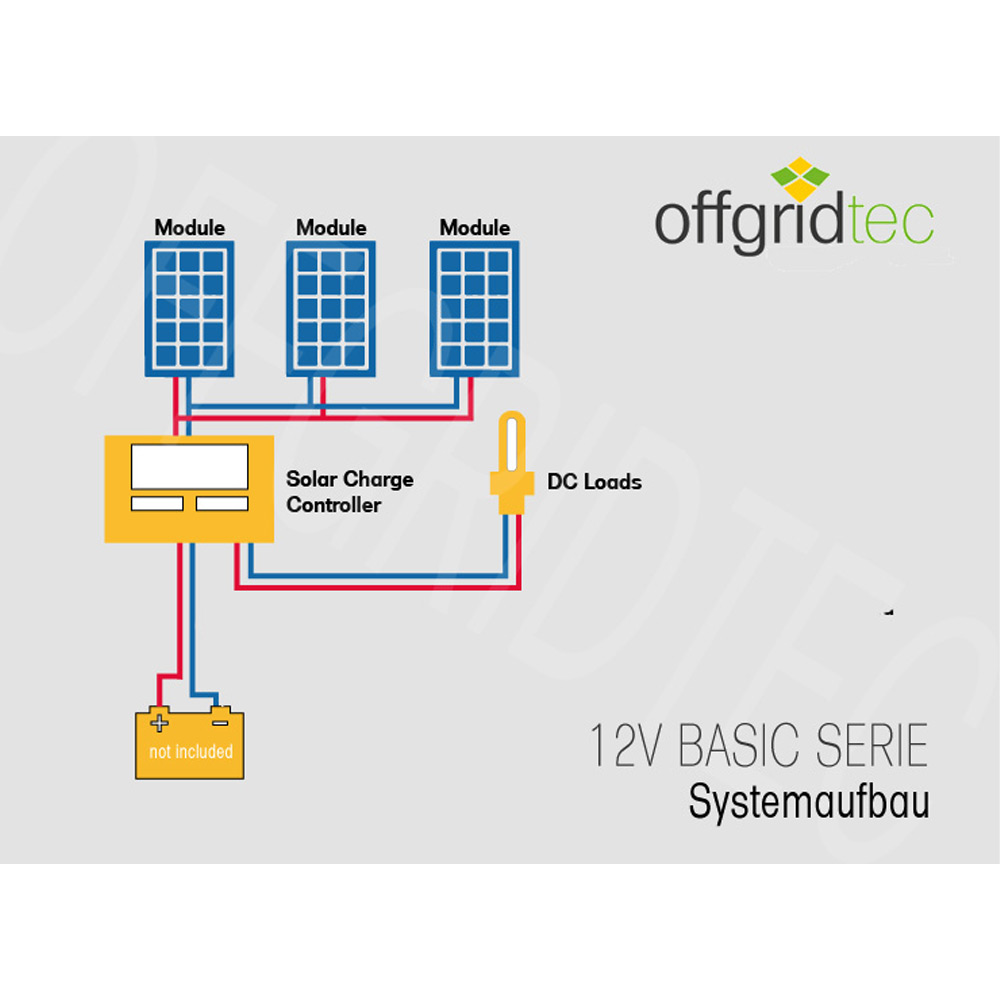 offgridtec
Module Module Module
Solar Charge
Controller
DC Loads
+ −
not included
12V BASIC SERIE
Systemaufbau
OFFGRIDTEC